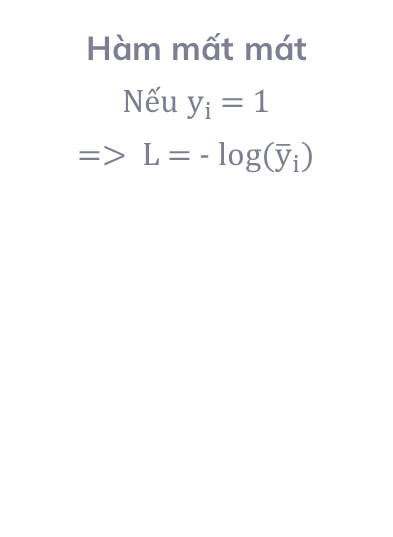 Hàm mất mát
Nếu yᵢ = 1
=> L = - log(ȳᵢ)